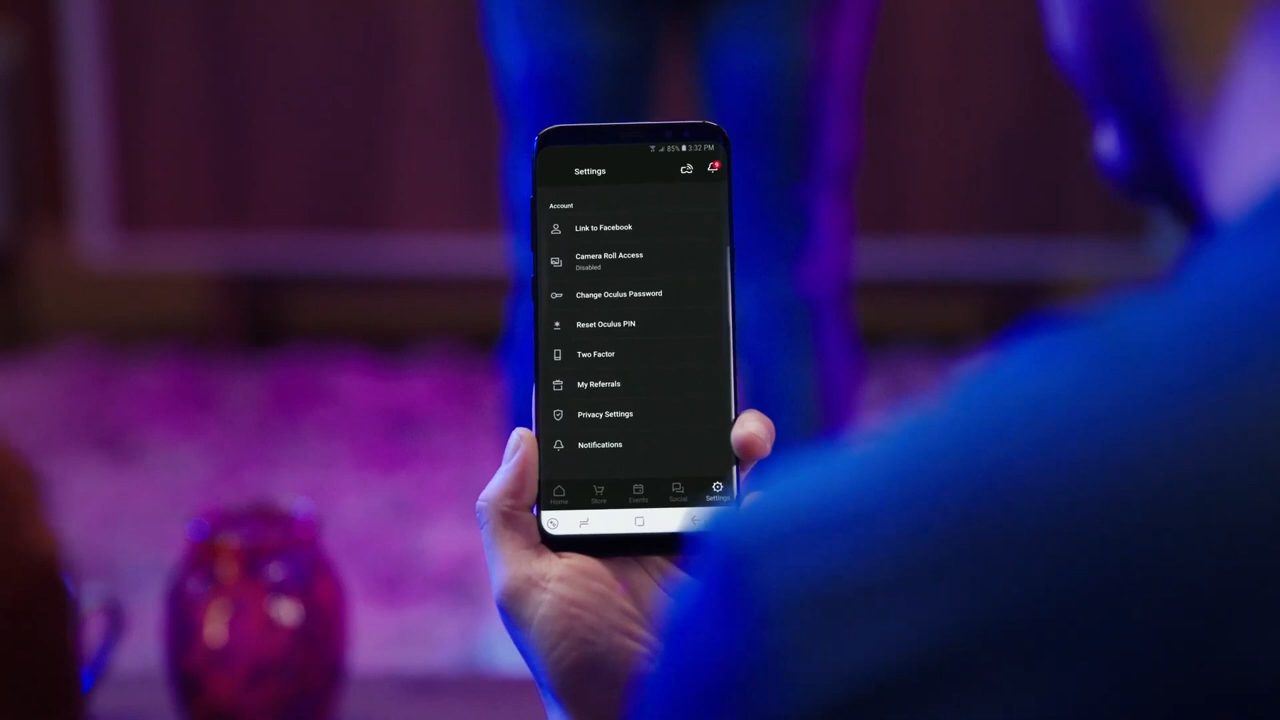 85% 3:32 PM
Settings
9
Account
Link to Facebook
Camera Roll Access
Disabled
Change Oculus Password
Reset Oculus PIN
Two Factor
My Referrals
Privacy Settings
Notifications
Home Store Events Social Settings